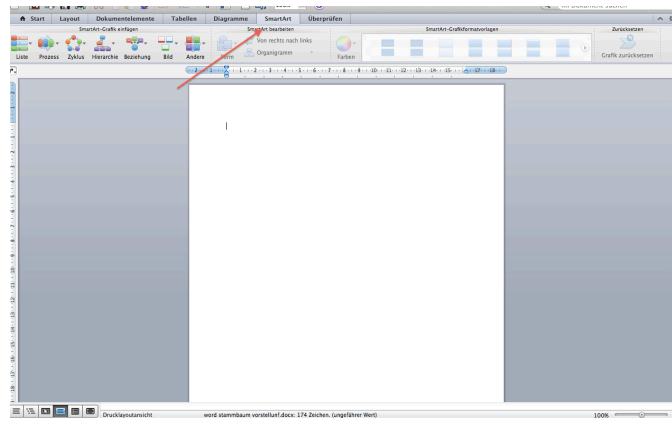 Start Layout Dokumentelemente Tabellen Diagramme SmartArt Überprüfen
SmartArt-Grafik einfügen SmartArt bearbeiten SmartArt-Grafikformatvorlagen Zurücksetzen
Von rechts nach links
Organigramm
Liste Prozess Zyklus Hierarchie Beziehung Bild Andere Form Farben Grafik zurücksetzen
Drucklayoutansicht word stammbaum vorstellunf.docx: 174 Zeichen. (ungefährer Wert) 100%